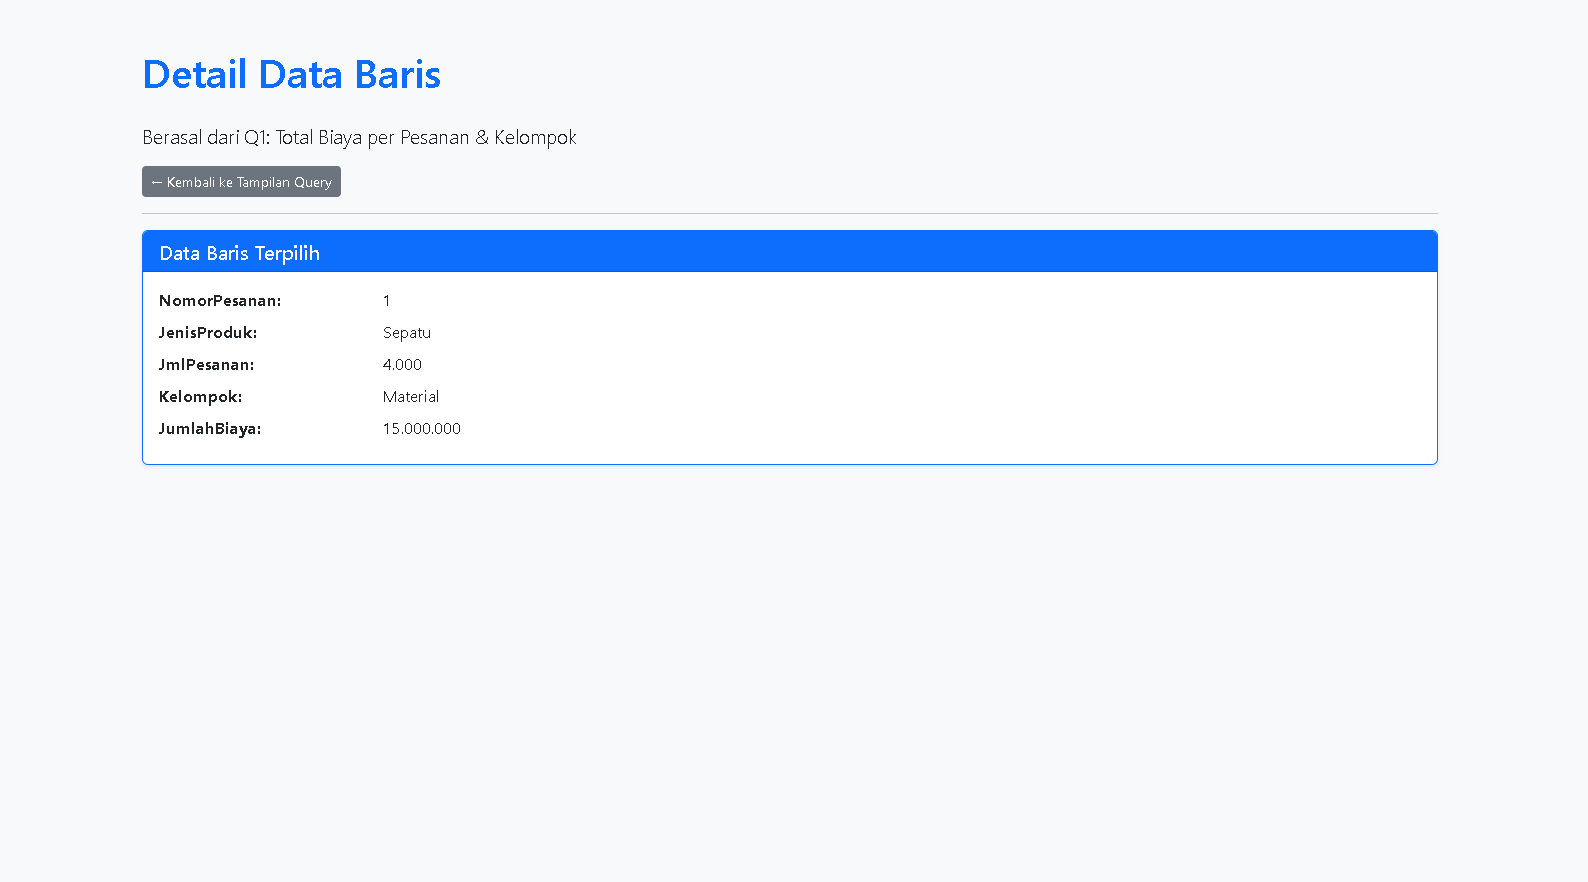 Detail Data Baris
Berasal dari Q1: Total Biaya per Pesanan & Kelompok
← Kembali ke Tampilan Query
Data Baris Terpilih
NomorPesanan: 1
JenisProduk: Sepatu
JmlPesanan: 4.000
Kelompok: Material
JumlahBiaya: 15.000.000